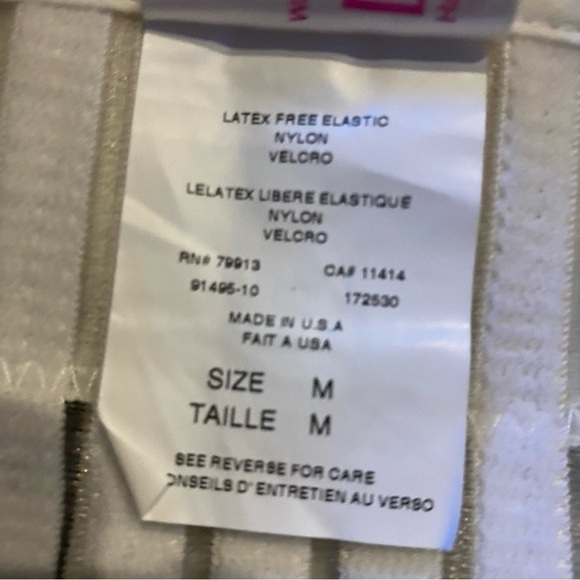 LATEX FREE ELASTIC
NYLON
VELCRO
LELATEX LIBERE ELASTIQUE
NYLON
VELCRO
RN# 79913 CA# 11414
91495-10 172530
MADE IN U.S.A
FAIT A USA
SIZE M
TAILLE M
SEE REVERSE FOR CARE
ONSEILS D'ENTRETIEN AU VERSO